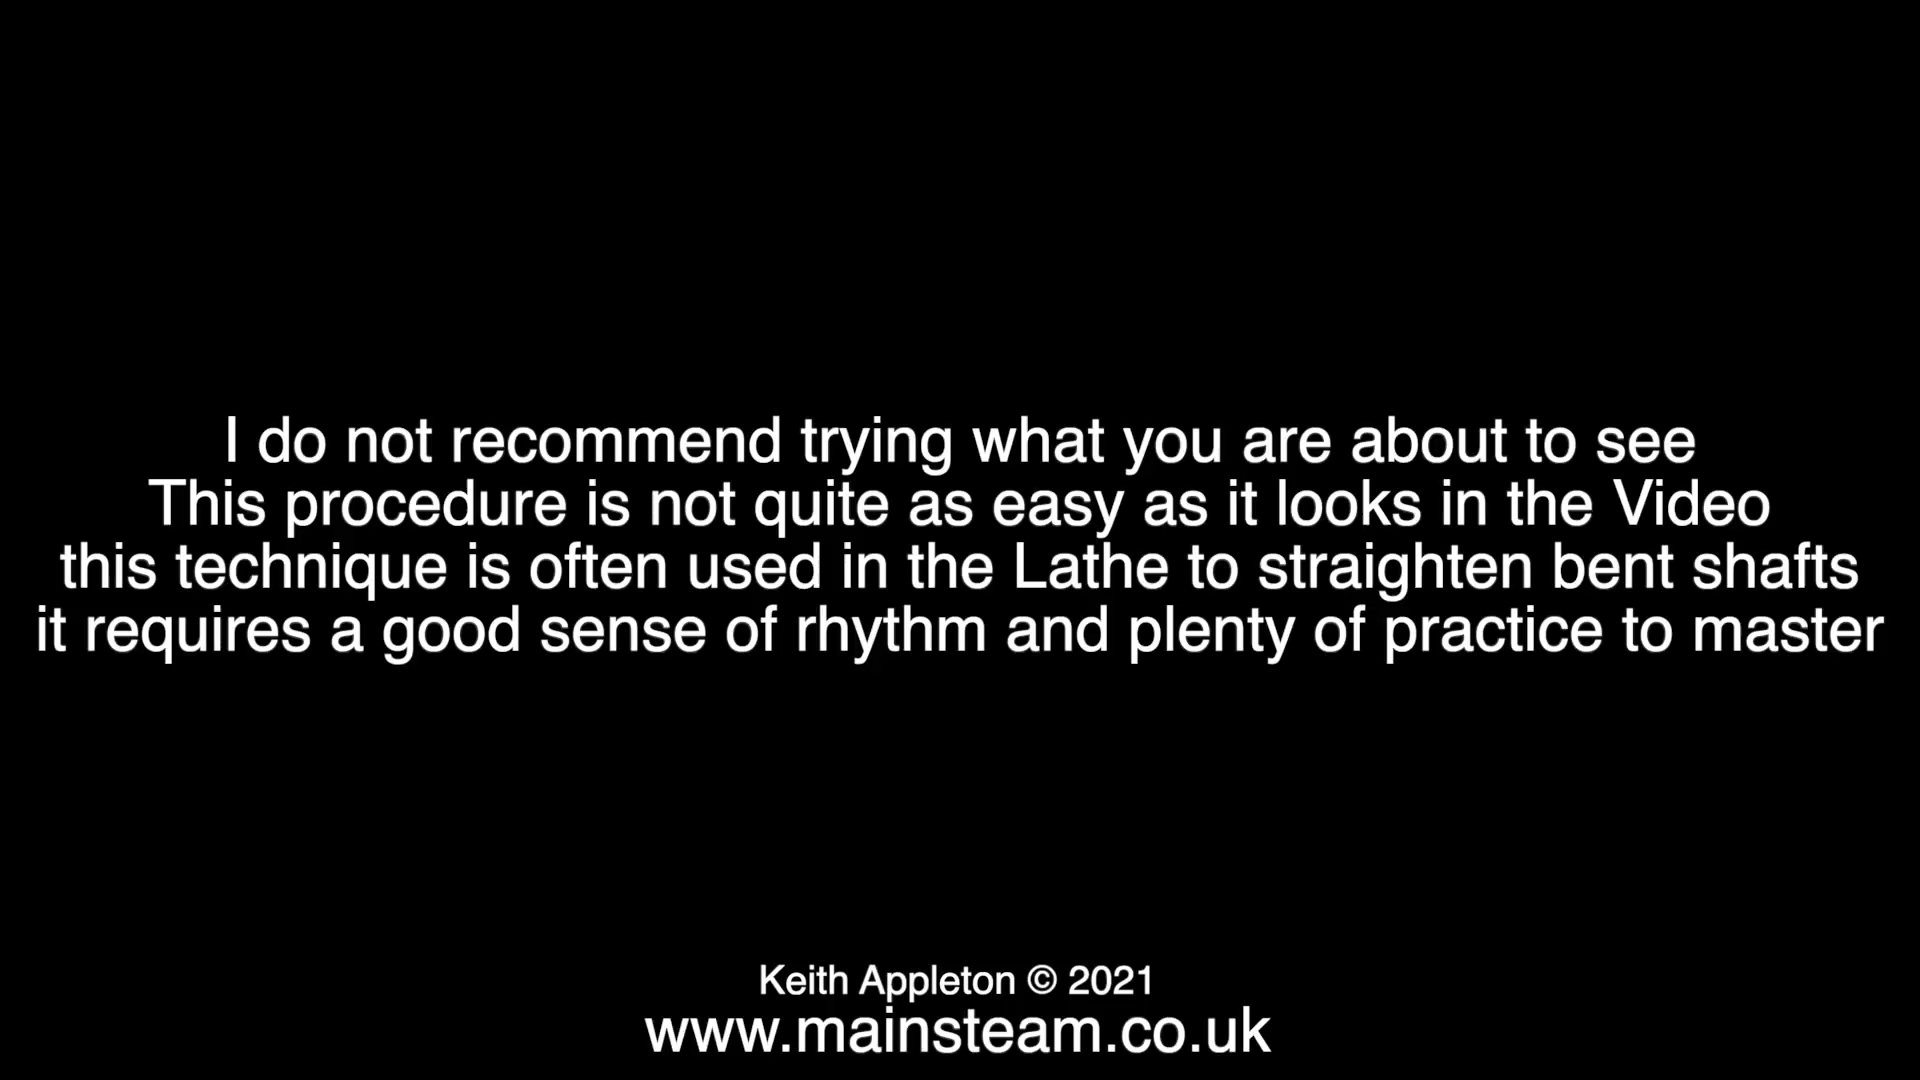 I do not recommend trying what you are about to see
This procedure is not quite as easy as it looks in the Video
this technique is often used in the Lathe to straighten bent shafts
it requires a good sense of rhythm and plenty of practice to master
Keith Appleton © 2021
www.mainsteam.co.uk